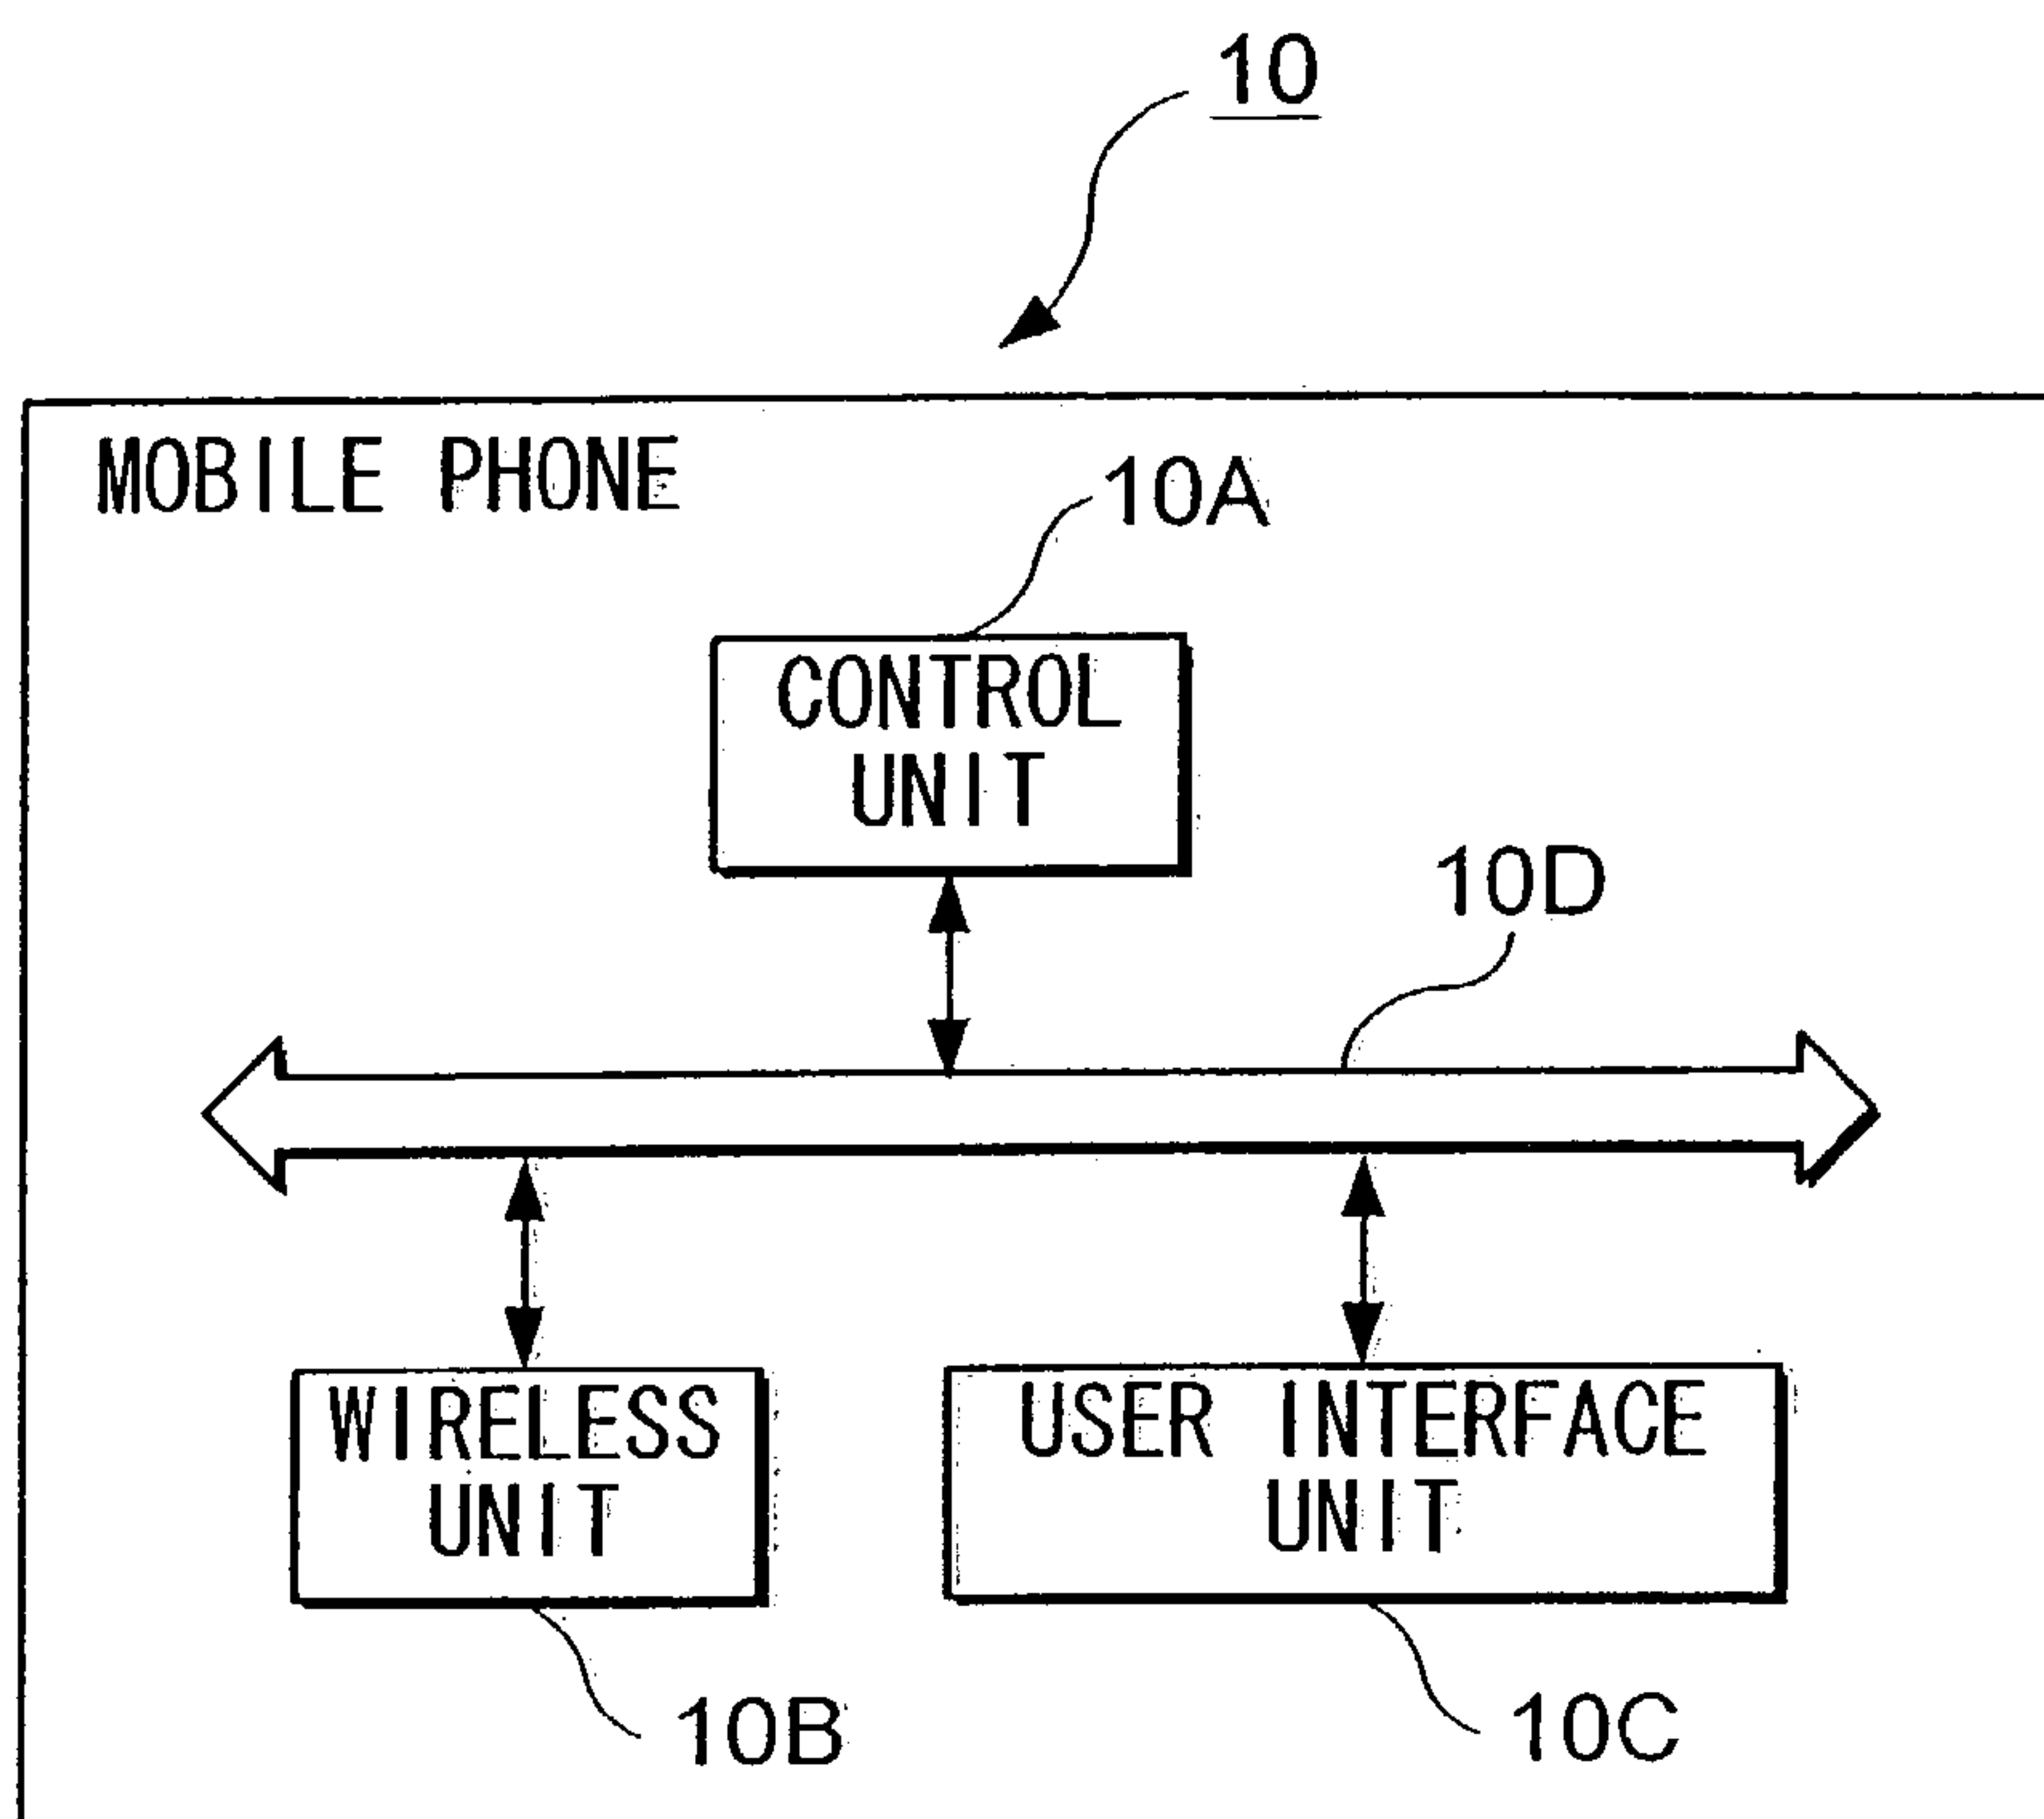 10
MOBILE PHONE
10A
CONTROL
UNIT
10D
WIRELESS
UNIT
USER INTERFACE
UNIT
10B
10C